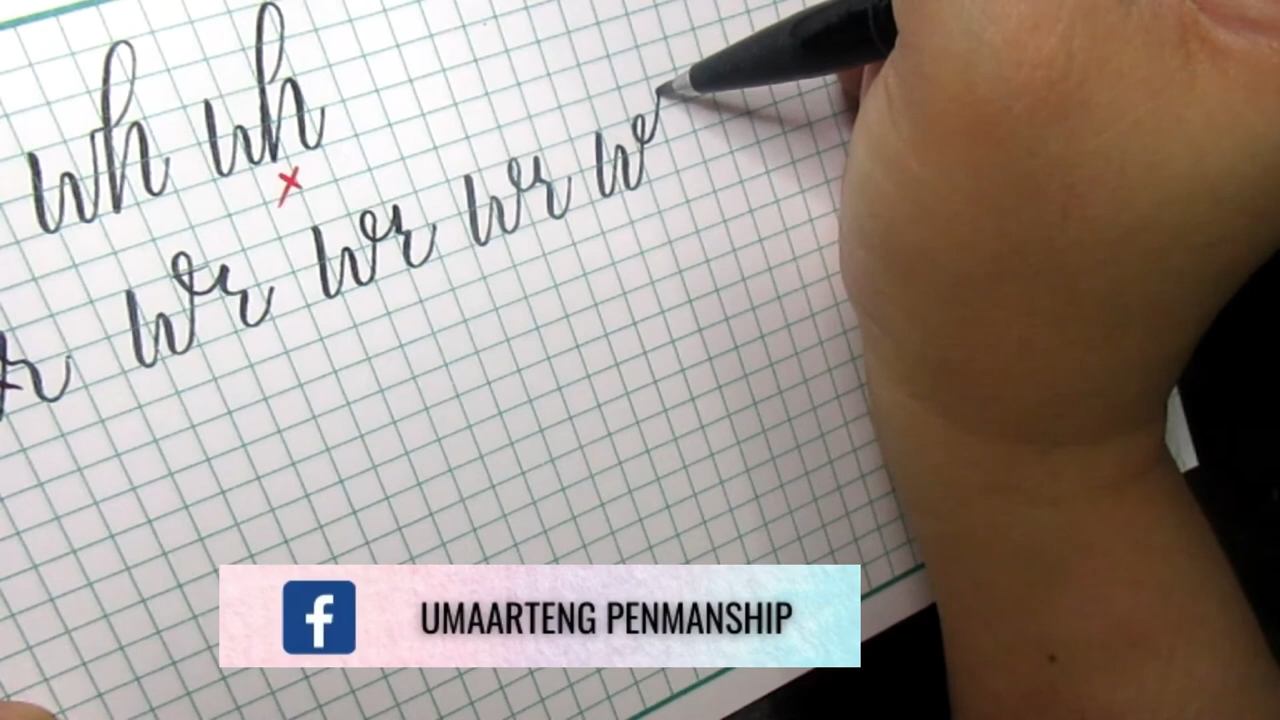 wh wh
x
r wr wr wr w
f
UMAARTENG PENMANSHIP